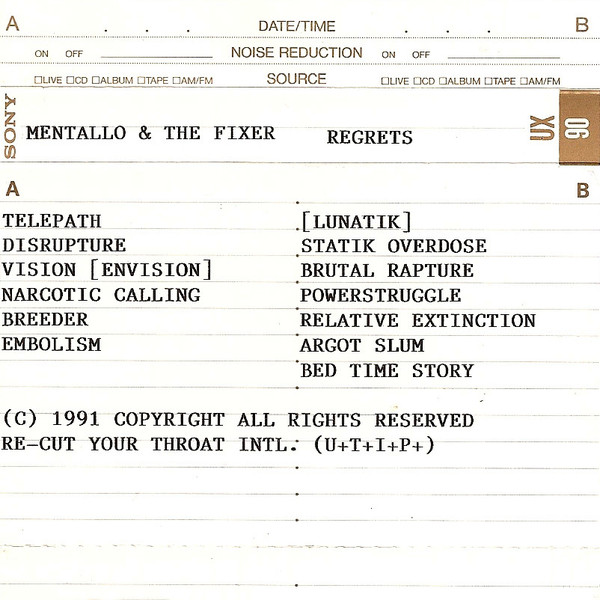 A DATE/TIME B
ON OFF NOISE REDUCTION ON OFF
□LIVE □CD □ALBUM □TAPE □AM/FM SOURCE □LIVE □CD □ALBUM □TAPE □AM/FM
SONY MENTALLO & THE FIXER REGRETS UX 90
A B
TELEPATH [LUNATIK]
DISRUPTURE STATIK OVERDOSE
VISION [ENVISION] BRUTAL RAPTURE
NARCOTIC CALLING POWERSTRUGGLE
BREEDER RELATIVE EXTINCTION
EMBOLISM ARGOT SLUM
BED TIME STORY
(C) 1991 COPYRIGHT ALL RIGHTS RESERVED
RE-CUT YOUR THROAT INTL. (U+T+I+P+)